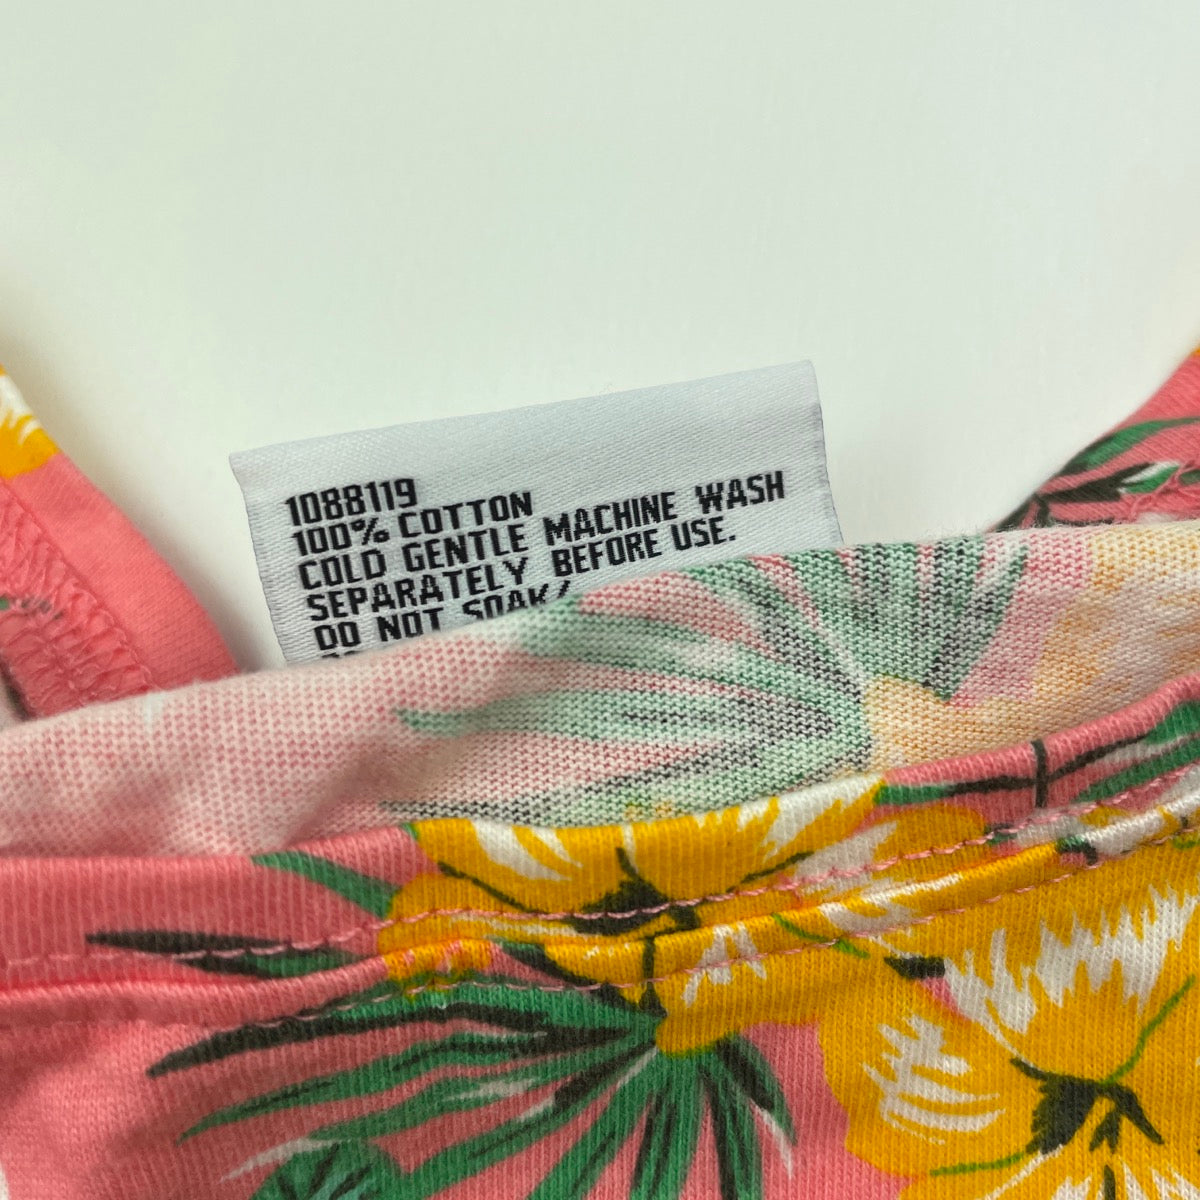 1088119
100% COTTON
COLD GENTLE MACHINE WASH
SEPARATELY BEFORE USE.
DO NOT SOAK/